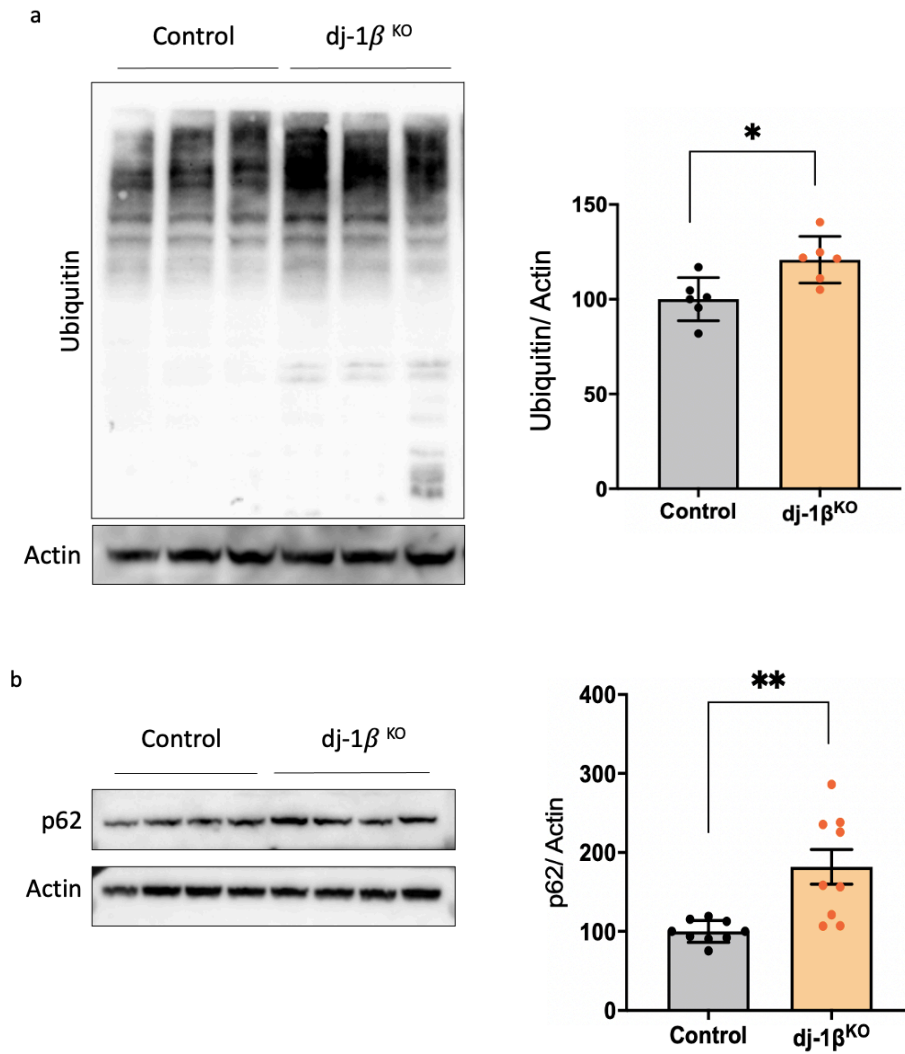 a
Control dj-1𝛽 KO
Ubiquitin
Actin
*
Ubiquitin/ Actin
150
100
50
0
Control dj-1βKO
b
Control dj-1𝛽 KO
p62
Actin
**
p62/ Actin
400
300
200
100
0
Control dj-1βKO